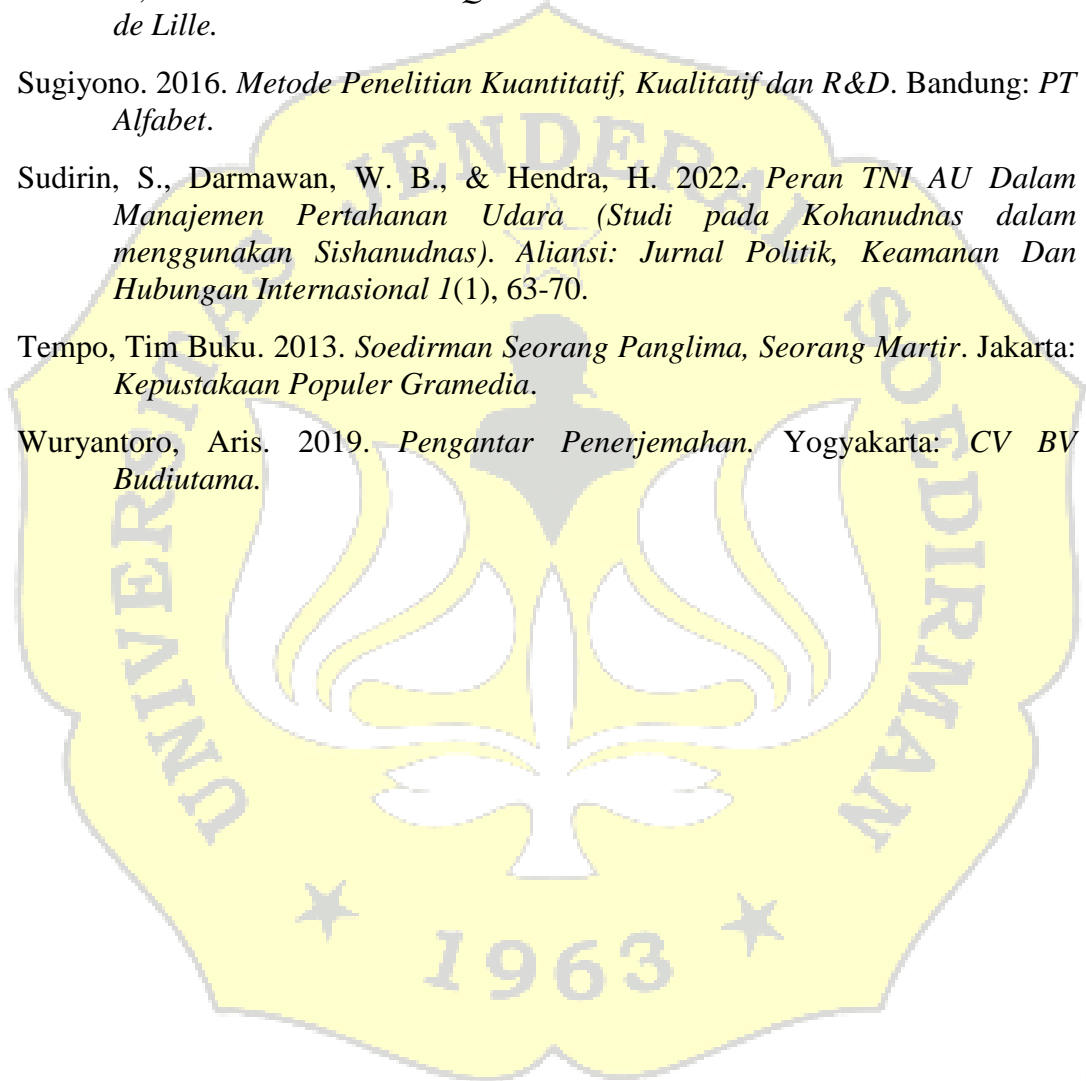 de Lille.
Sugiyono. 2016. Metode Penelitian Kuantitatif, Kualitatif dan R&D. Bandung: PT
Alfabet.
Sudirin, S., Darmawan, W. B., & Hendra, H. 2022. Peran TNI AU Dalam
Manajemen Pertahanan Udara (Studi pada Kohanudnas dalam
menggunakan Sishanudnas). Aliansi: Jurnal Politik, Keamanan Dan
Hubungan Internasional 1(1), 63-70.
Tempo, Tim Buku. 2013. Soedirman Seorang Panglima, Seorang Martir. Jakarta:
Kepustakaan Populer Gramedia.
Wuryantoro, Aris. 2019. Pengantar Penerjemahan. Yogyakarta: CV BV
Budiutama.
UNIVERSITAS JENDERAL SOEDIRMAN
1963